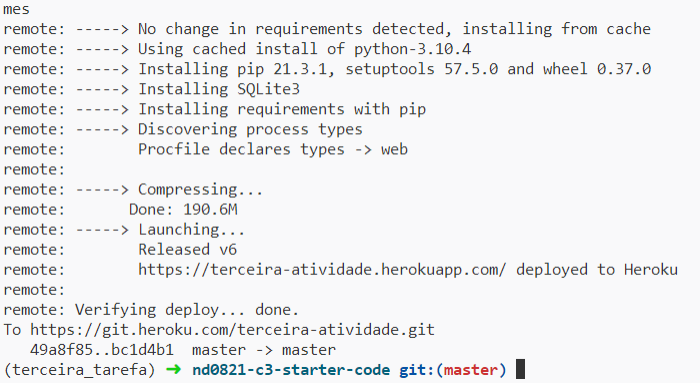 mes
remote: -----> No change in requirements detected, installing from cache
remote: -----> Using cached install of python-3.10.4
remote: -----> Installing pip 21.3.1, setuptools 57.5.0 and wheel 0.37.0
remote: -----> Installing SQLite3
remote: -----> Installing requirements with pip
remote: -----> Discovering process types
remote:        Procfile declares types -> web
remote:
remote: -----> Compressing...
remote:        Done: 190.6M
remote: -----> Launching...
remote:        Released v6
remote:        https://terceira-atividade.herokuapp.com/ deployed to Heroku
remote:
remote: Verifying deploy... done.
To https://git.heroku.com/terceira-atividade.git
   49a8f85..bc1d4b1  master -> master
(terceira_tarefa) ➜ nd0821-c3-starter-code git:(master)